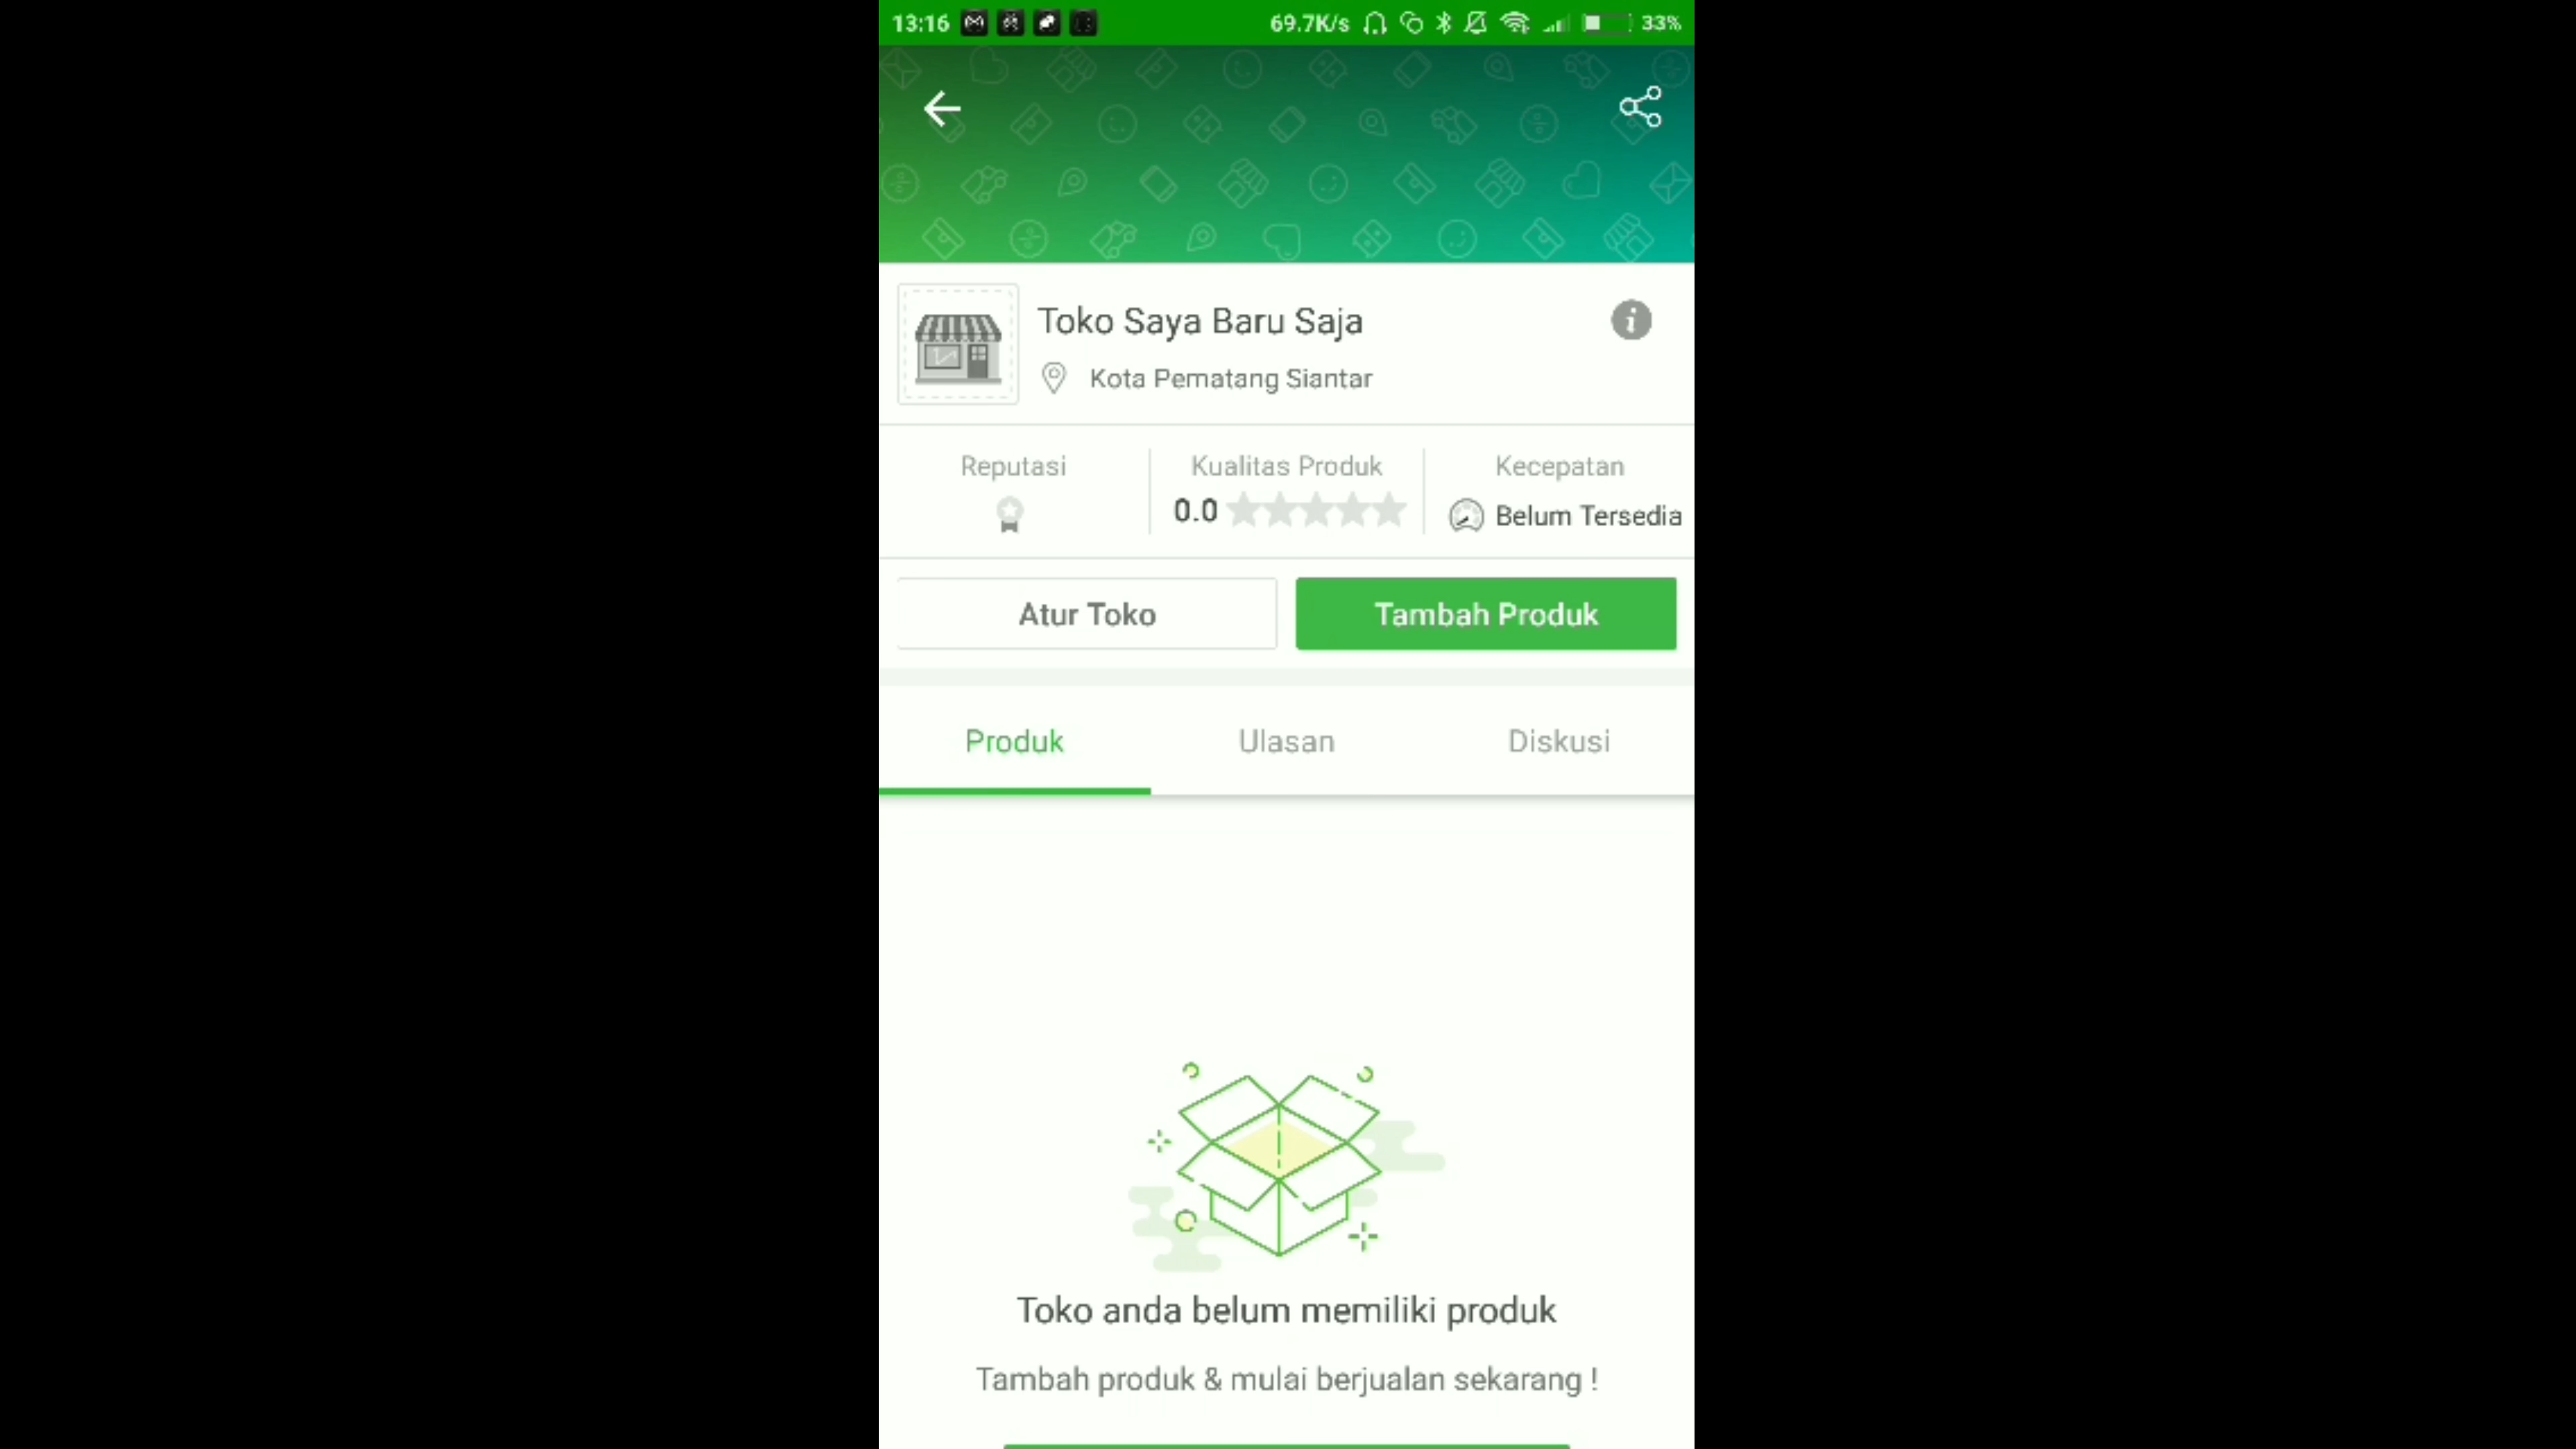 13:16 69.7K/s 33%
Toko Saya Baru Saja
Kota Pematang Siantar
Reputasi Kualitas Produk Kecepatan
0.0 Belum Tersedia
Atur Toko Tambah Produk
Produk Ulasan Diskusi
Toko anda belum memiliki produk
Tambah produk & mulai berjualan sekarang !